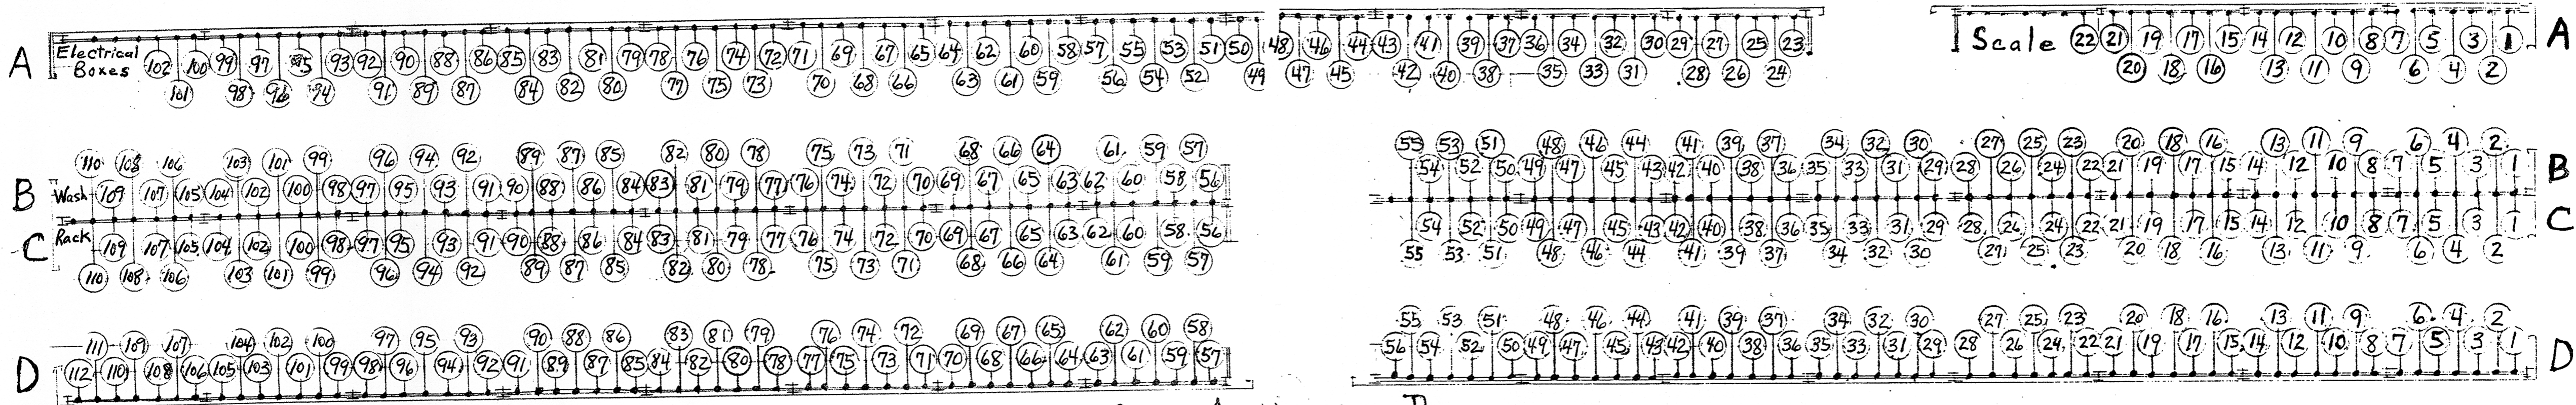 A Electrical Boxes 102 100 99 97 95 93 92 90 88 86 85 83 81 79 78 76 74 72 71 69 67 65 64 62 60 58 57 55 53 51 50 48 46 44 43 41 39 37 36 34 32 30 29 27 25 23 Scale 22 21 19 17 15 14 12 10 8 7 5 3 1 A
101 98 96 94 91 89 87 84 82 80 77 75 73 70 68 66 63 61 59 56 54 52 49 47 45 42 40 38 35 33 31 28 26 24 20 18 16 13 11 9 6 4 2
110 108 106 103 101 99 96 94 92 89 87 85 82 80 78 75 73 71 68 66 64 61 59 57 55 53 51 48 46 44 41 39 37 34 32 30 27 25 23 20 18 16 13 11 9 6 4 2
B Wash 109 107 105 104 102 100 98 97 95 93 91 90 88 86 84 83 81 79 77 76 74 72 70 69 67 65 63 62 60 58 56 54 52 50 49 47 45 43 42 40 38 36 35 33 31 29 28 26 24 22 21 19 17 15 14 12 10 8 7 5 3 1 B
C Rack 109 107 105 104 102 100 98 97 95 93 91 90 88 86 84 83 81 79 77 76 74 72 70 69 67 65 63 62 60 58 56 54 52 50 49 47 45 43 42 40 38 36 35 33 31 29 28 26 24 22 21 19 17 15 14 12 10 8 7 5 3 1 C
110 108 106 103 101 99 96 94 92 89 87 85 82 80 78 75 73 71 68 66 64 61 59 57 55 53 51 48 46 44 41 39 37 34 32 30 27 25 23 20 18 16 13 11 9 6 4 2
111 109 107 104 102 100 97 95 93 90 88 86 83 81 79 76 74 72 69 67 65 62 60 58 55 53 51 48 46 44 41 39 37 34 32 30 27 25 23 20 18 16 13 11 9 6 4 2
D 112 110 108 106 105 103 101 99 98 96 94 92 91 89 87 85 84 82 80 78 77 75 73 71 70 68 66 64 63 61 59 57 56 54 52 50 49 47 45 43 42 40 38 36 35 33 31 29 28 26 24 22 21 19 17 15 14 12 10 8 7 5 3 1 D